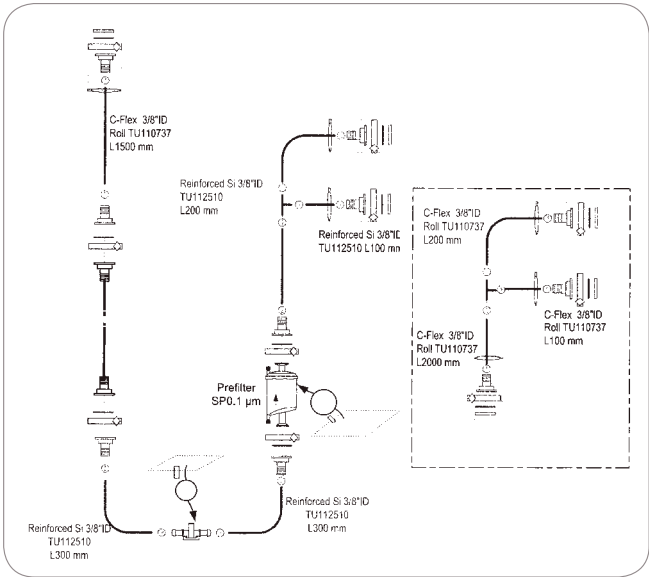 C-Flex 3/8"ID
Roll TU110737
L1500 mm
Reinforced Si 3/8"ID
TU112510
L200 mm
Reinforced Si 3/8"ID
TU112510 L100 mm
C-Flex 3/8"ID
Roll TU110737
L200 mm
C-Flex 3/8"ID
Roll TU110737
L100 mm
C-Flex 3/8"ID
Roll TU110737
L2000 mm
Prefilter
SP0.1 µm
Reinforced Si 3/8"ID
TU112510
L300 mm
Reinforced Si 3/8"ID
TU112510
L300 mm